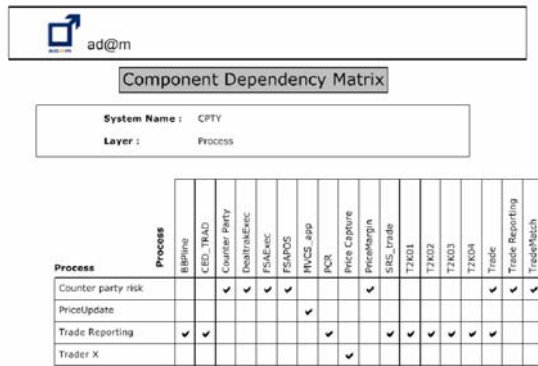 ad@m
Component Dependency Matrix
System Name : CPTY
Layer : Process
Process
Process
BBPline
CED_TRAD
Counter Party
DealtrakExec
FSAExec
FSAPOS
MVCS_app
PCR
Price Capture
PriceMargin
SRS_trade
T2K01
T2K02
T2K03
T2K04
Trade
Trade Reporting
TradeMatch
Counter party risk ✔ ✔ ✔ ✔ ✔ ✔ ✔ ✔
PriceUpdate ✔
Trade Reporting ✔ ✔ ✔ ✔ ✔ ✔ ✔ ✔ ✔
Trader X ✔